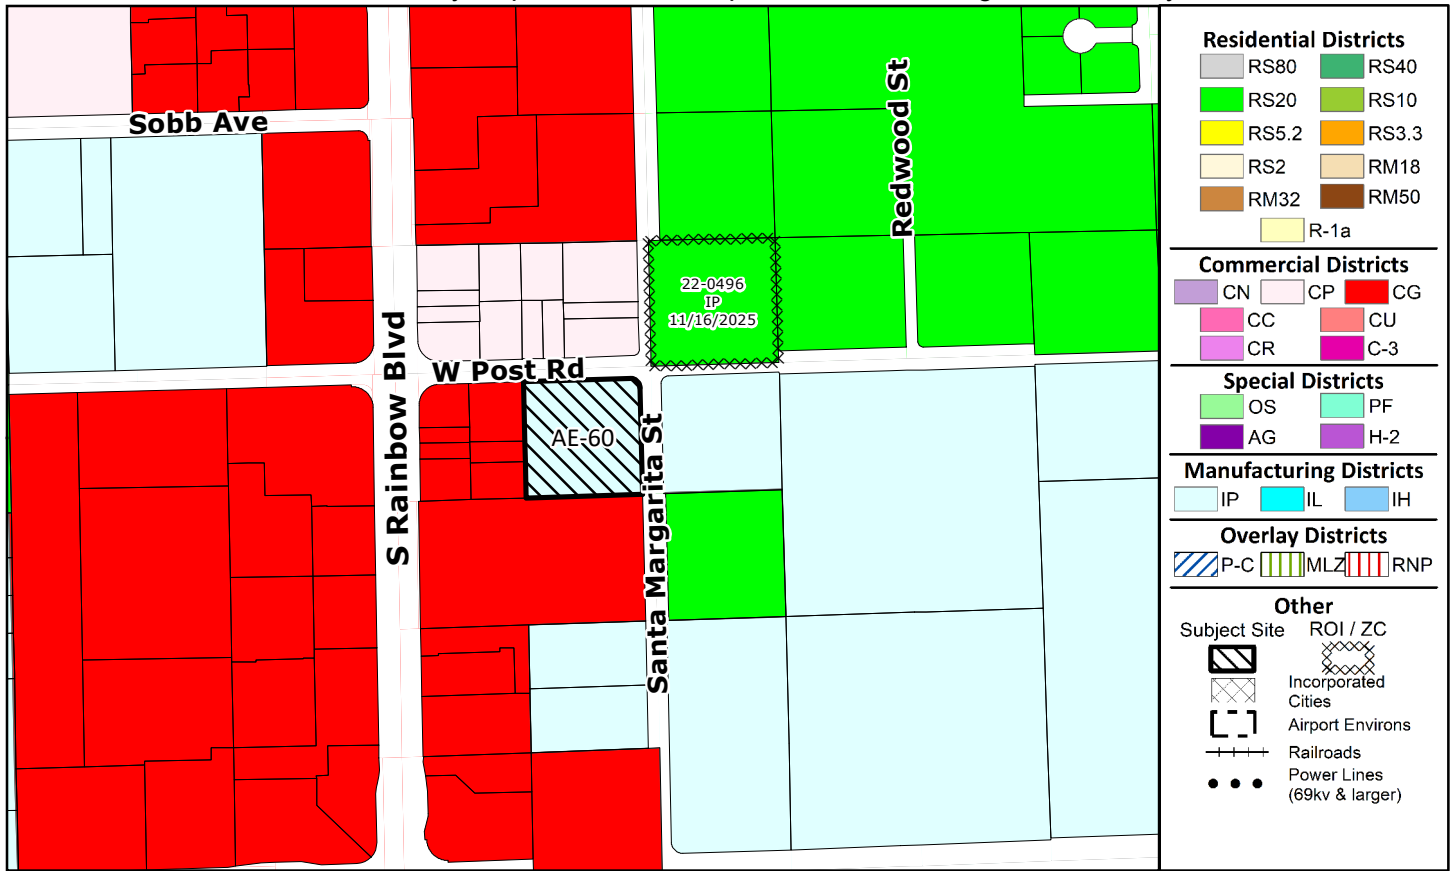 Sobb Ave
Redwood St
22-0496
IP
11/16/2025
S Rainbow Blvd
W Post Rd
AE-60
Santa Margarita St
Residential Districts
RS80 RS40
RS20 RS10
RS5.2 RS3.3
RS2 RM18
RM32 RM50
R-1a
Commercial Districts
CN CP CG
CC CU
CR C-3
Special Districts
OS PF
AG H-2
Manufacturing Districts
IP IL IH
Overlay Districts
P-C MLZ RNP
Other
Subject Site ROI / ZC
Incorporated
Cities
Airport Environs
Railroads
Power Lines
(69kv & larger)